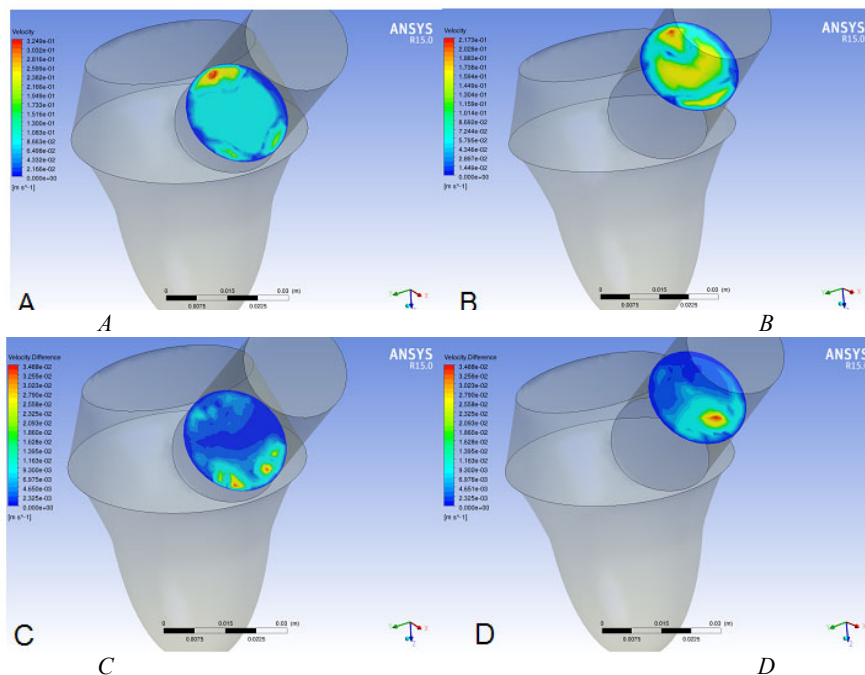 Velocity
3.249e-01
3.032e-01
2.816e-01
2.599e-01
2.382e-01
2.166e-01
1.949e-01
1.733e-01
1.516e-01
1.300e-01
1.083e-01
8.663e-02
6.498e-02
4.332e-02
2.166e-02
0.000e+00
[m s^-1]
ANSYS
R15.0
0 0.015 0.03 (m)
0.0075 0.0225
Y X
Z
A
A
Velocity
2.173e-01
2.028e-01
1.883e-01
1.738e-01
1.594e-01
1.449e-01
1.304e-01
1.159e-01
1.014e-01
8.692e-02
7.244e-02
5.795e-02
4.346e-02
2.897e-02
1.449e-02
0.000e+00
[m s^-1]
ANSYS
R15.0
0 0.015 0.03 (m)
0.0075 0.0225
Y X
Z
B
B
Velocity Difference
3.488e-02
3.255e-02
3.023e-02
2.790e-02
2.558e-02
2.325e-02
2.093e-02
1.860e-02
1.628e-02
1.395e-02
1.163e-02
9.300e-03
6.975e-03
4.650e-03
2.325e-03
0.000e+00
[m s^-1]
ANSYS
R15.0
0 0.015 0.03 (m)
0.0075 0.0225
Y X
Z
C
C
Velocity Difference
3.488e-02
3.255e-02
3.023e-02
2.790e-02
2.558e-02
2.325e-02
2.093e-02
1.860e-02
1.628e-02
1.395e-02
1.163e-02
9.300e-03
6.975e-03
4.650e-03
2.325e-03
0.000e+00
[m s^-1]
ANSYS
R15.0
0 0.015 0.03 (m)
0.0075 0.0225
Y X
Z
D
D